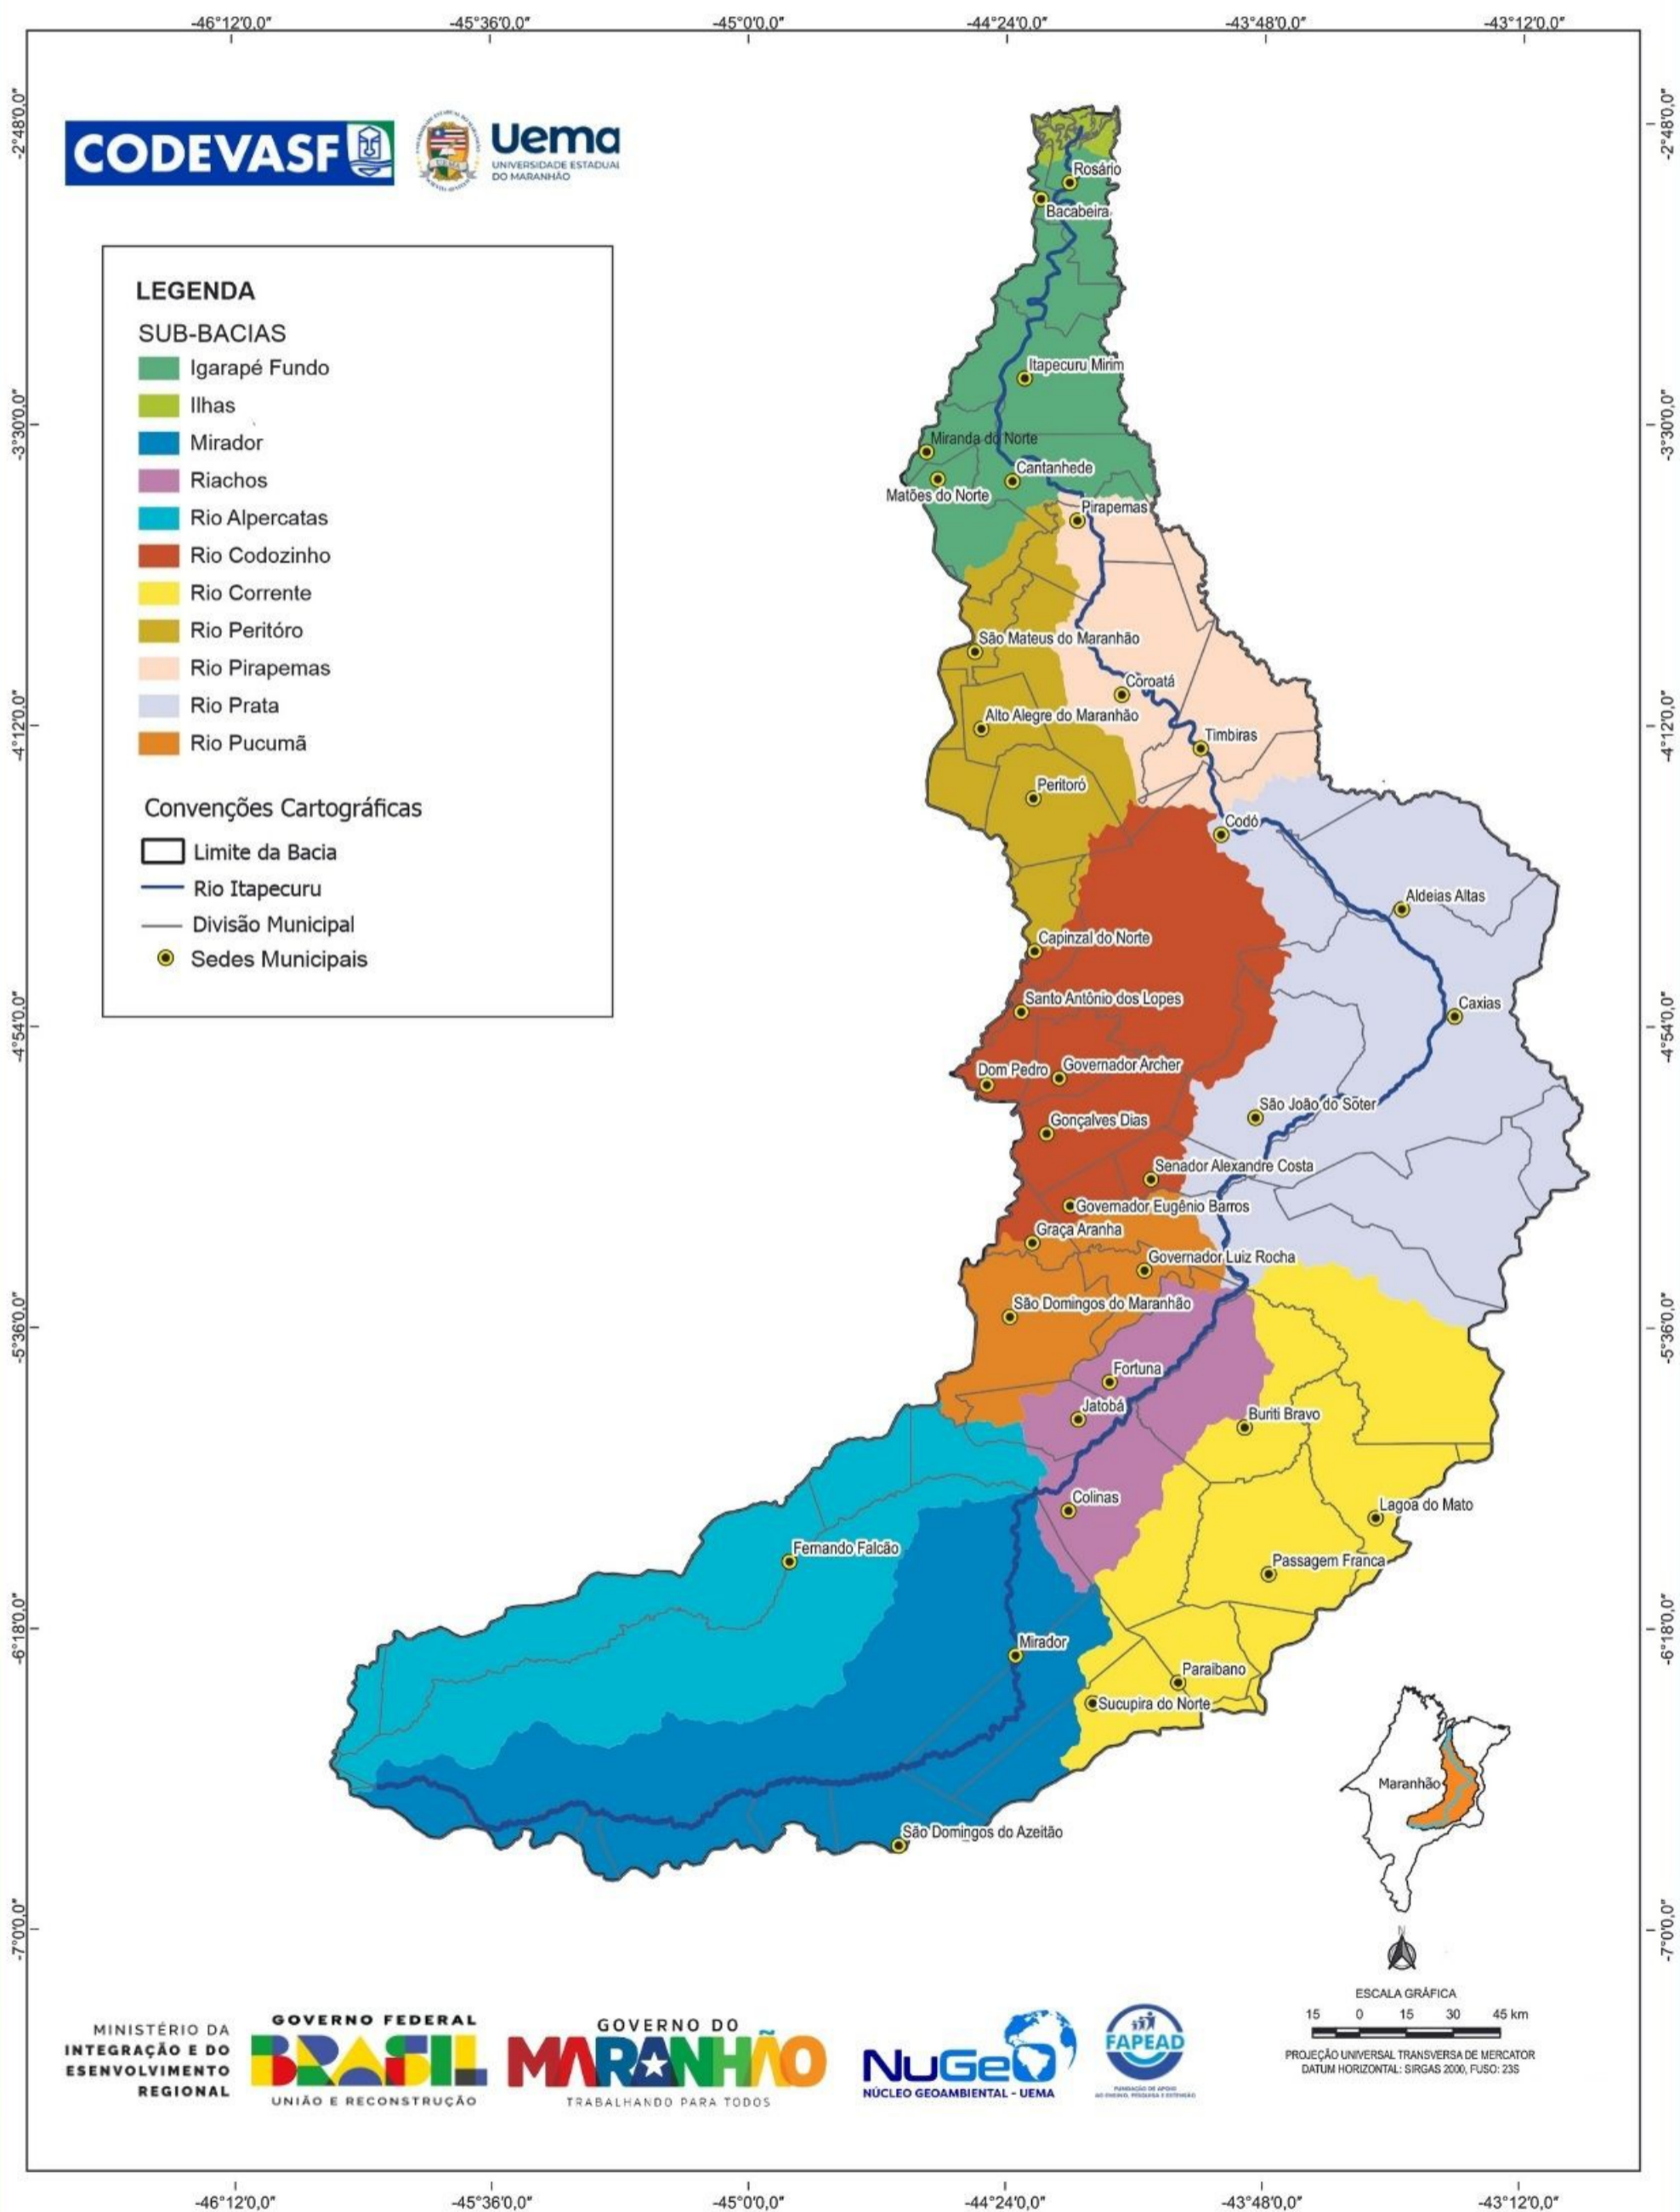 -46°12'0,0"
-45°36'0,0"
-45°0'0,0"
-44°24'0,0"
-43°48'0,0"
-43°12'0,0"
-2°48'0,0"
-3°30'0,0"
-4°12'0,0"
-4°54'0,0"
-5°36'0,0"
-6°18'0,0"
-7°0'0,0"
-2°48'0,0"
-3°30'0,0"
-4°12'0,0"
-4°54'0,0"
-5°36'0,0"
-6°18'0,0"
-7°0'0,0"
CODEVASF
Uema
UNIVERSIDADE ESTADUAL
DO MARANHÃO
LEGENDA
SUB-BACIAS
Igarapé Fundo
Ilhas
Mirador
Riachos
Rio Alpercatas
Rio Codozinho
Rio Corrente
Rio Peritóro
Rio Pirapemas
Rio Prata
Rio Pucumã
Convenções Cartográficas
Limite da Bacia
Rio Itapecuru
Divisão Municipal
Sedes Municipais
Rosário
Bacabeira
Itapecuru Mirim
Miranda do Norte
Cantanhede
Matões do Norte
Pirapemas
São Mateus do Maranhão
Coroatá
Alto Alegre do Maranhão
Timbiras
Peritoró
Codó
Aldeias Altas
Capinzal do Norte
Santo Antônio dos Lopes
Caxias
Dom Pedro
Governador Archer
São João do Sóter
Gonçalves Dias
Senador Alexandre Costa
Governador Eugênio Barros
Graça Aranha
Governador Luiz Rocha
São Domingos do Maranhão
Fortuna
Jatobá
Buriti Bravo
Colinas
Lagoa do Mato
Fernando Falcão
Passagem Franca
Mirador
Paraibano
Sucupira do Norte
São Domingos do Azeitão
Maranhão
N
ESCALA GRÁFICA
15 0 15 30 45 km
PROJEÇÃO UNIVERSAL TRANSVERSA DE MERCATOR
DATUM HORIZONTAL: SIRGAS 2000, FUSO: 23S
MINISTÉRIO DA
INTEGRAÇÃO E DO
ESENVOLVIMENTO
REGIONAL
GOVERNO FEDERAL
BRASIL
UNIÃO E RECONSTRUÇÃO
GOVERNO DO
MARANHÃO
TRABALHANDO PARA TODOS
NuGeO
NÚCLEO GEOAMBIENTAL - UEMA
FAPEAD
FUNDAÇÃO DE APOIO
AO ENSINO, PESQUISA E EXTENSÃO
-46°12'0,0"
-45°36'0,0"
-45°0'0,0"
-44°24'0,0"
-43°48'0,0"
-43°12'0,0"